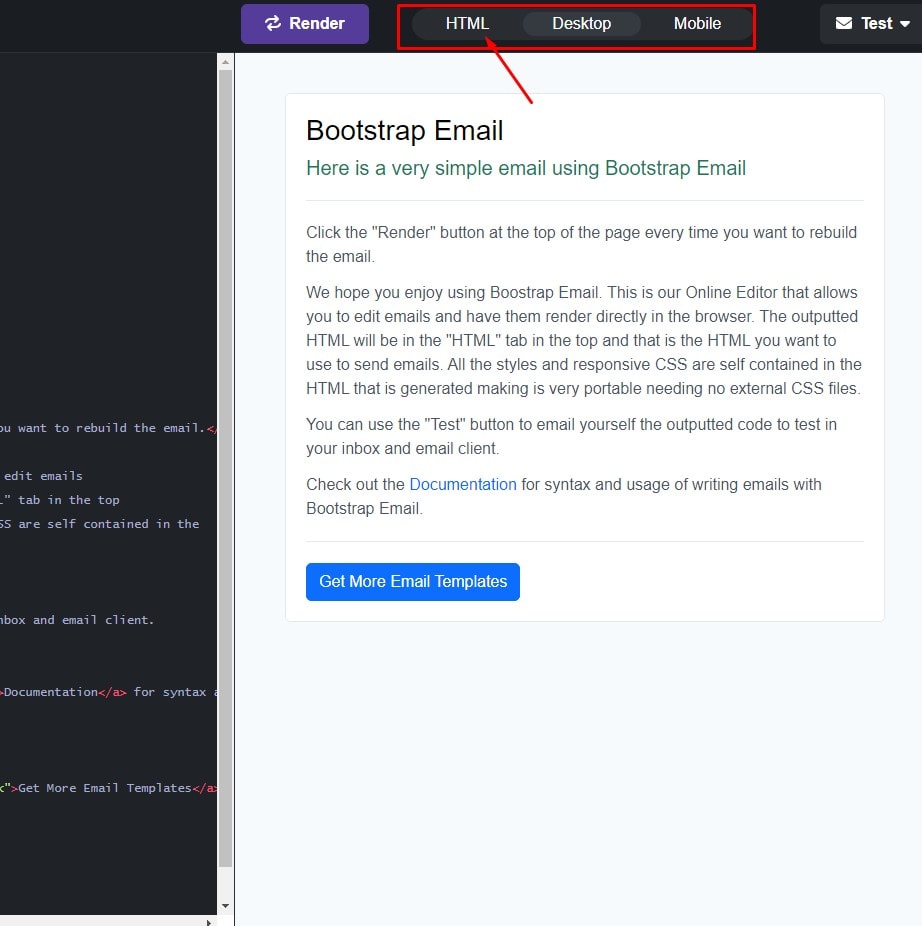 Render
HTML Desktop Mobile
Test
Bootstrap Email
Here is a very simple email using Bootstrap Email
Click the "Render" button at the top of the page every time you want to rebuild
the email.
We hope you enjoy using Boostrap Email. This is our Online Editor that allows
you to edit emails and have them render directly in the browser. The outputted
HTML will be in the "HTML" tab in the top and that is the HTML you want to
use to send emails. All the styles and responsive CSS are self contained in the
HTML that is generated making is very portable needing no external CSS files.
You can use the "Test" button to email yourself the outputted code to test in
your inbox and email client.
Check out the Documentation for syntax and usage of writing emails with
Bootstrap Email.
Get More Email Templates
you want to rebuild the email.</
edit emails
" tab in the top
SS are self contained in the
nbox and email client.
>Documentation</a> for syntax a
">Get More Email Templates</a>